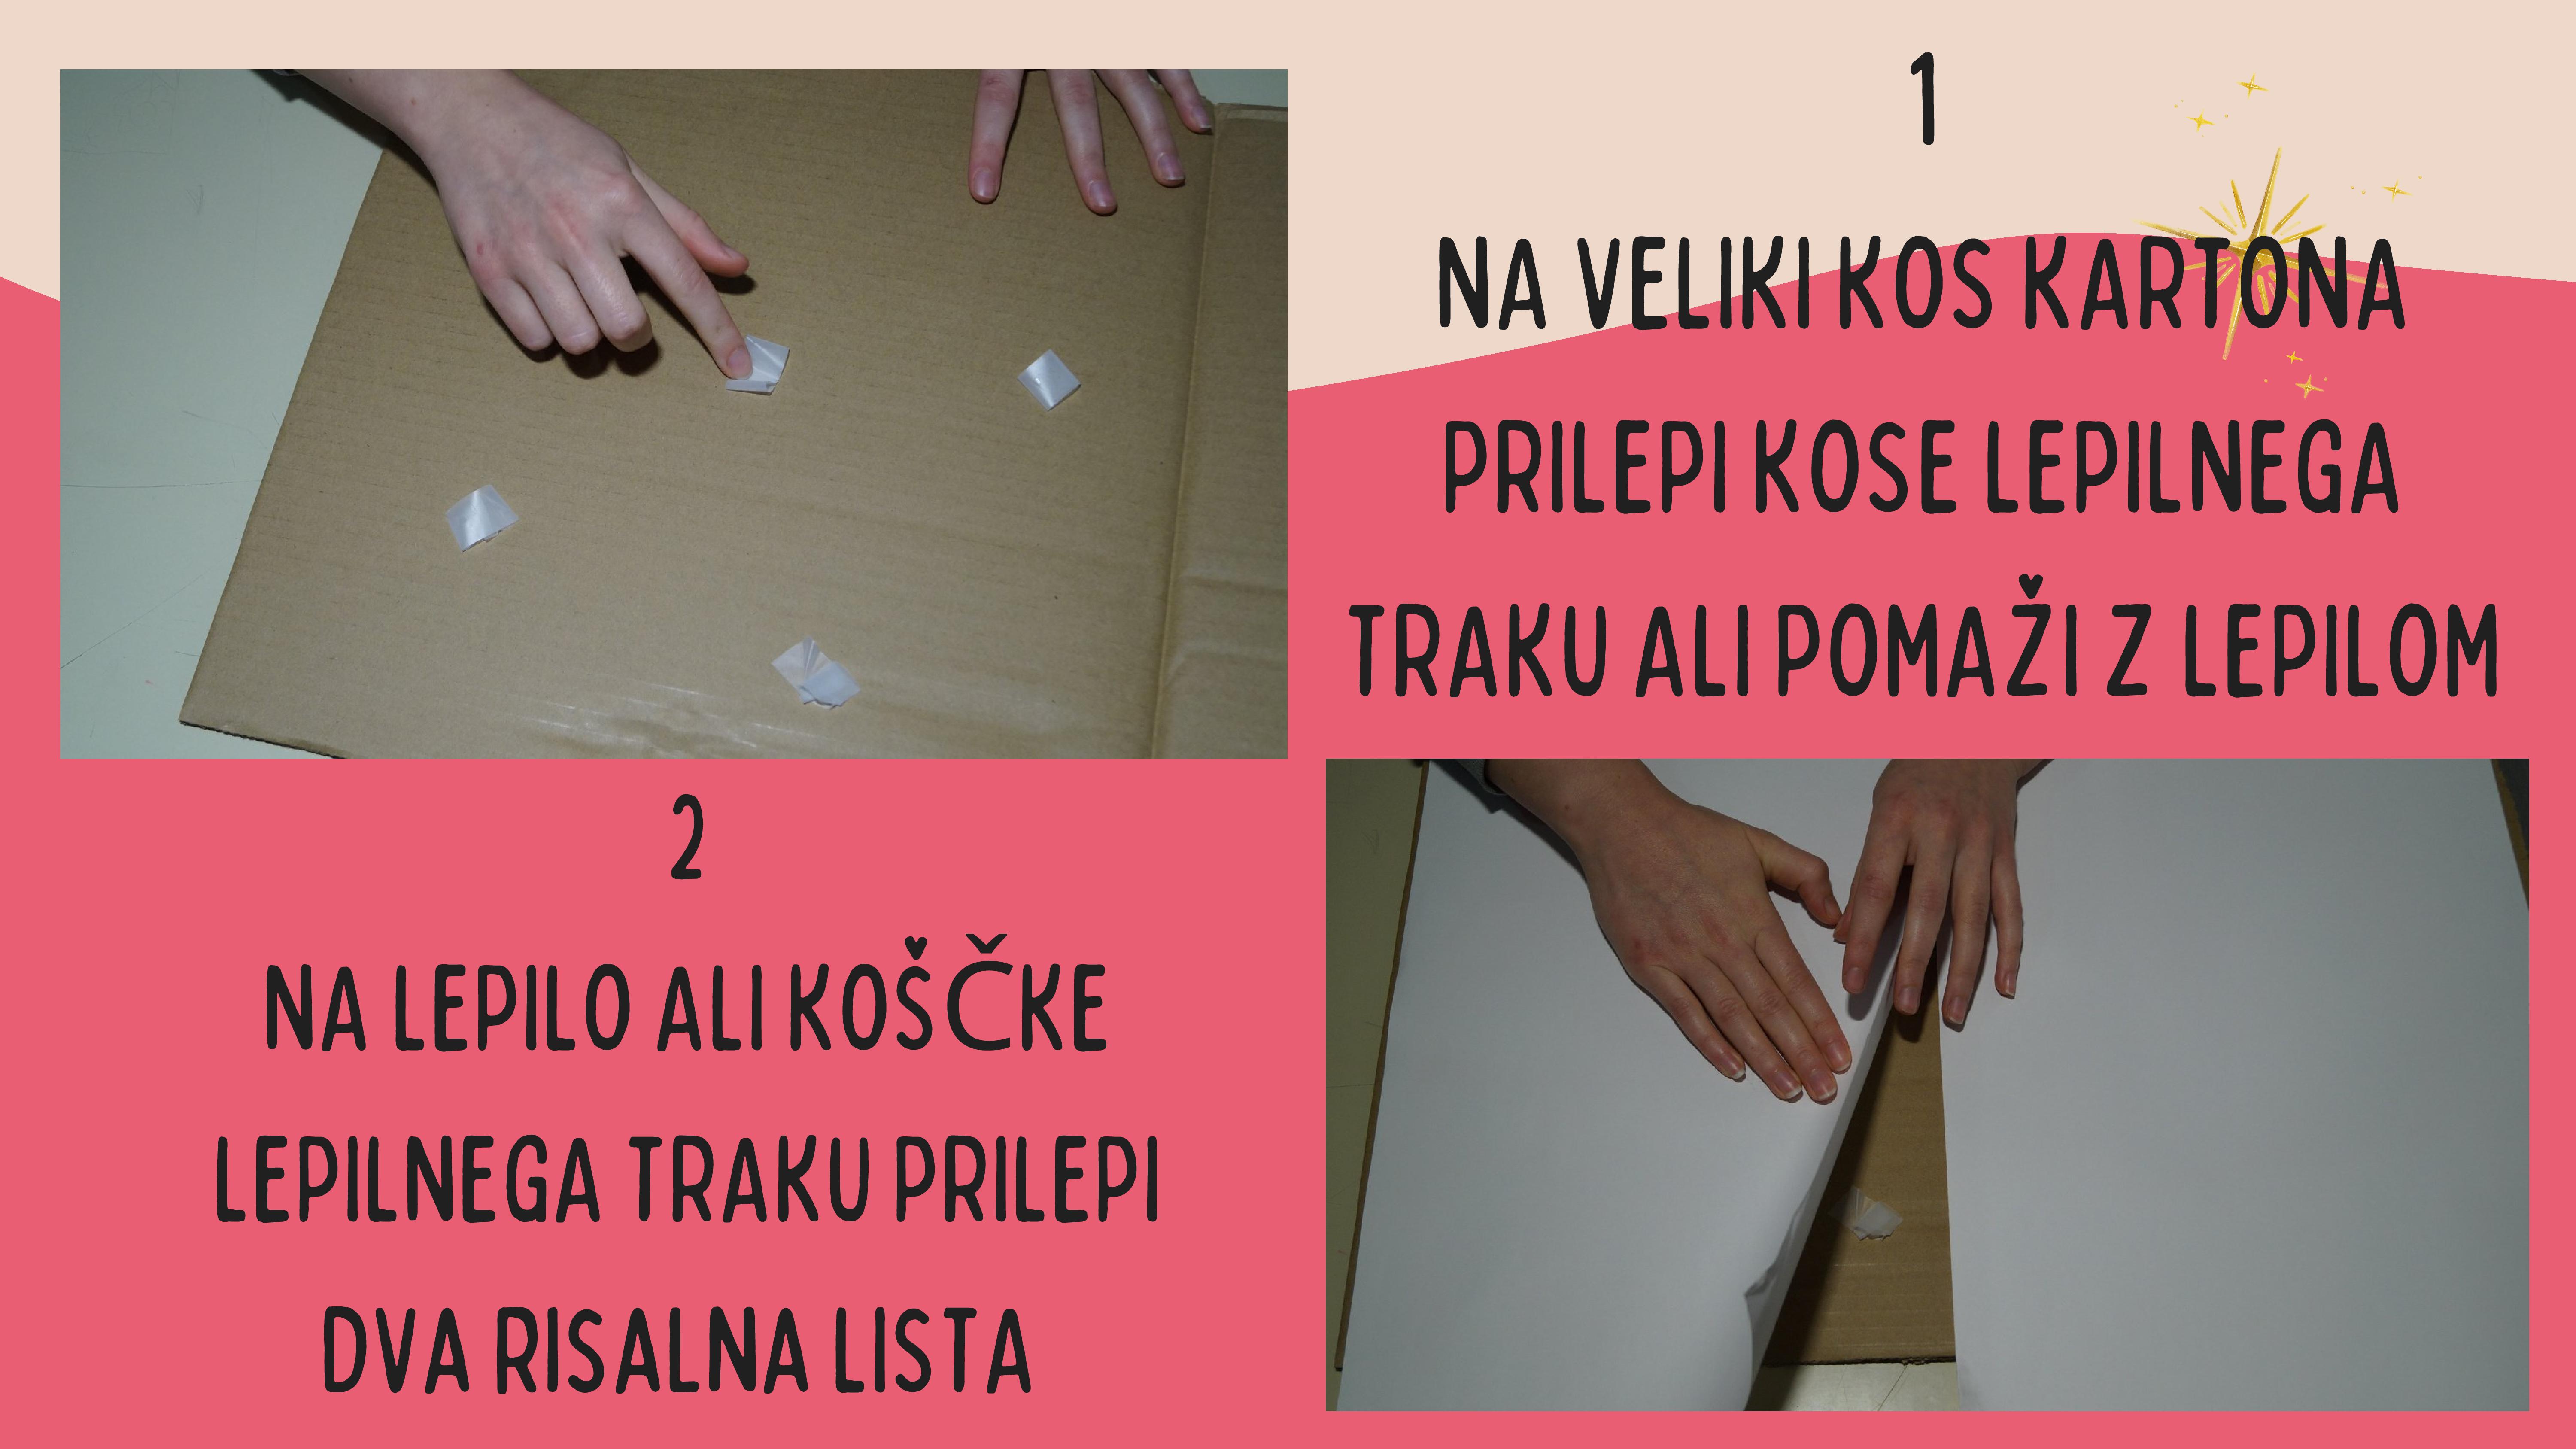 1
NA VELIKI KOS KARTONA
PRILEPI KOSE LEPILNEGA
TRAKU ALI POMAŽI Z LEPILOM
2
NA LEPILO ALI KOŠČKE
LEPILNEGA TRAKU PRILEPI
DVA RISALNA LISTA